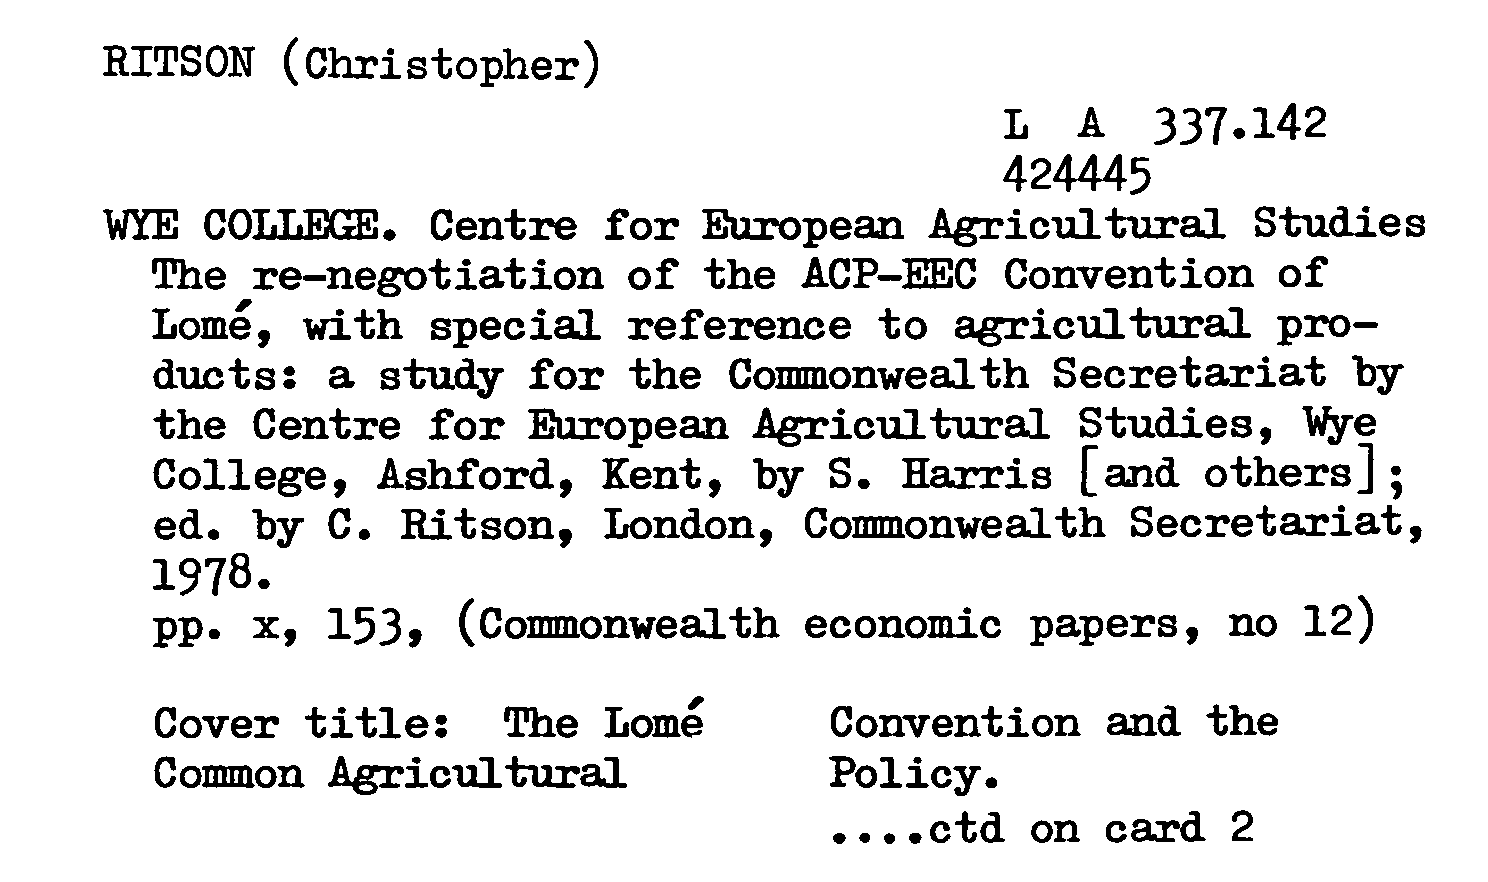 RITSON (Christopher)
L A 337.142
424445
WYE COLLEGE. Centre for European Agricultural Studies
The re-negotiation of the ACP-EEC Convention of
Lomé, with special reference to agricultural pro-
ducts: a study for the Commonwealth Secretariat by
the Centre for European Agricultural Studies, Wye
College, Ashford, Kent, by S. Harris [and others];
ed. by C. Ritson, London, Commonwealth Secretariat,
1978.
pp. x, 153, (Commonwealth economic papers, no 12)
Cover title: The Lomé Convention and the
Common Agricultural Policy.
....ctd on card 2